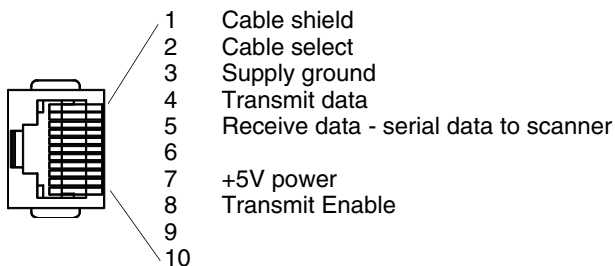 1 Cable shield
2 Cable select
3 Supply ground
4 Transmit data
5 Receive data - serial data to scanner
6
7 +5V power
8 Transmit Enable
9
10